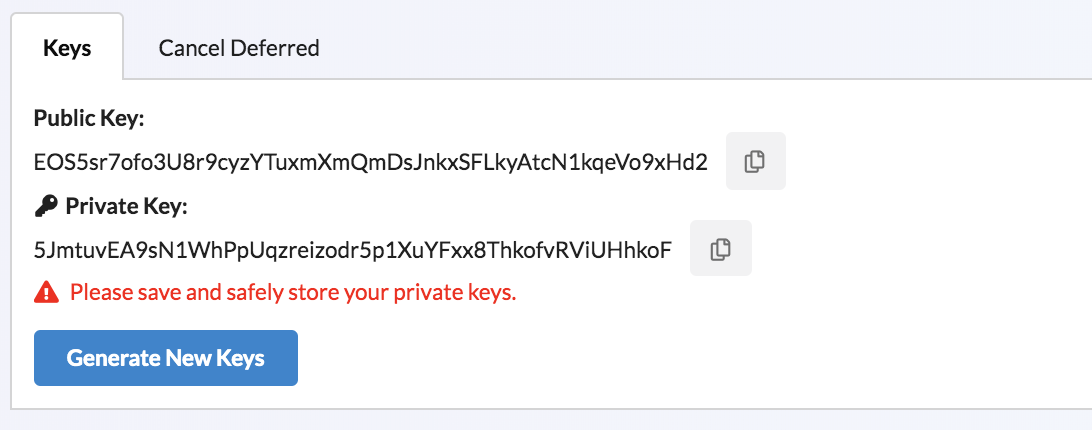 Keys
Cancel Deferred
Public Key:
EOS5sr7ofo3U8r9cyzYTuxmXmQmDsJnkxSFLkyAtcN1kqeVo9xHd2
Private Key:
5JmtuvEA9sN1WhPpUqzreizodr5p1XuYFxx8ThkofvRViUHhkoF
Please save and safely store your private keys.
Generate New Keys